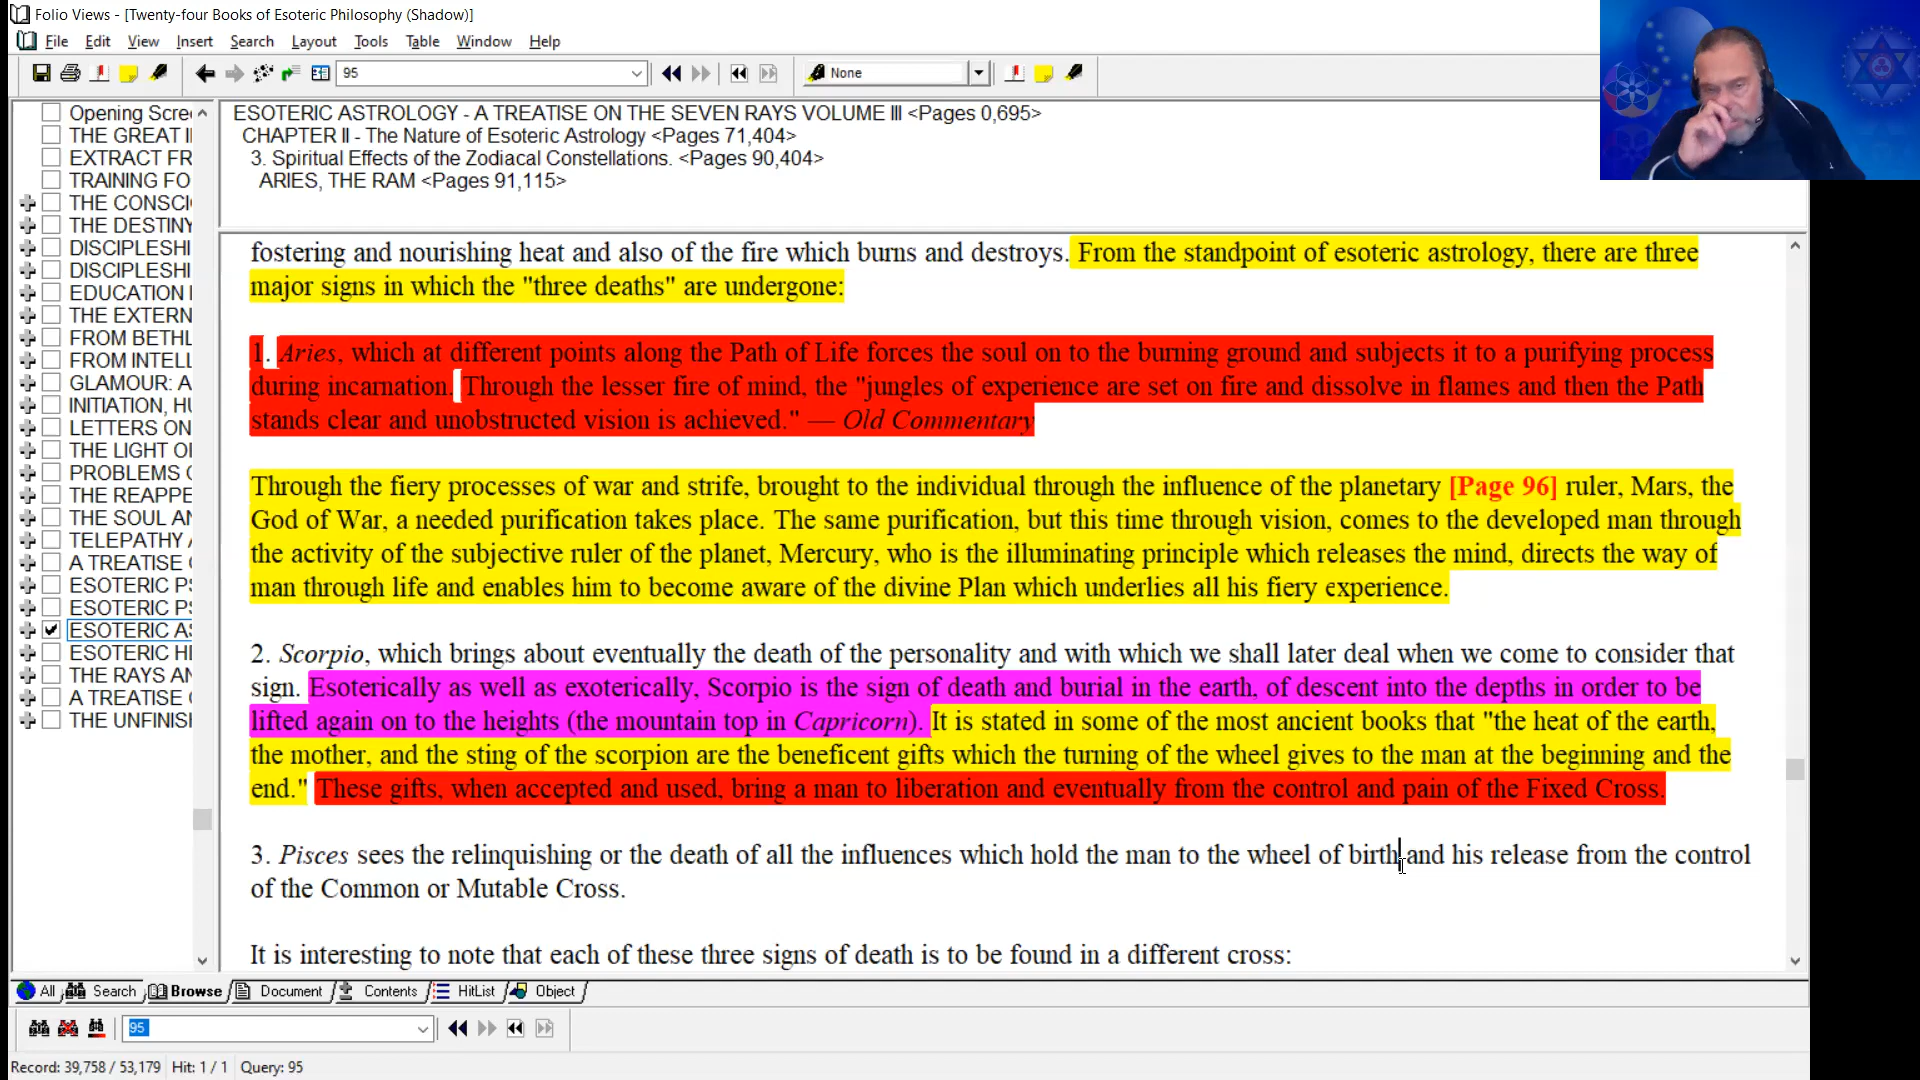 Folio Views - [Twenty-four Books of Esoteric Philosophy (Shadow)]
File Edit View Insert Search Layout Tools Table Window Help
95
None
Opening Scre
THE GREAT I
EXTRACT FR
TRAINING FO
THE CONSCI
THE DESTINY
DISCIPLESHI
DISCIPLESHI
EDUCATION I
THE EXTERN
FROM BETHL
FROM INTELL
GLAMOUR: A
INITIATION, HU
LETTERS ON
THE LIGHT OF
PROBLEMS O
THE REAPPE
THE SOUL AN
TELEPATHY A
A TREATISE O
ESOTERIC PS
ESOTERIC PS
ESOTERIC AS
ESOTERIC HE
THE RAYS AN
A TREATISE O
THE UNFINISH
ESOTERIC ASTROLOGY - A TREATISE ON THE SEVEN RAYS VOLUME III <Pages 0,695>
CHAPTER II - The Nature of Esoteric Astrology <Pages 71,404>
3. Spiritual Effects of the Zodiacal Constellations. <Pages 90,404>
ARIES, THE RAM <Pages 91,115>
fostering and nourishing heat and also of the fire which burns and destroys. From the standpoint of esoteric astrology, there are three
major signs in which the "three deaths" are undergone:
1. Aries, which at different points along the Path of Life forces the soul on to the burning ground and subjects it to a purifying process
during incarnation. Through the lesser fire of mind, the "jungles of experience are set on fire and dissolve in flames and then the Path
stands clear and unobstructed vision is achieved." — Old Commentary
Through the fiery processes of war and strife, brought to the individual through the influence of the planetary [Page 96] ruler, Mars, the
God of War, a needed purification takes place. The same purification, but this time through vision, comes to the developed man through
the activity of the subjective ruler of the planet, Mercury, who is the illuminating principle which releases the mind, directs the way of
man through life and enables him to become aware of the divine Plan which underlies all his fiery experience.
2. Scorpio, which brings about eventually the death of the personality and with which we shall later deal when we come to consider that
sign. Esoterically as well as exoterically, Scorpio is the sign of death and burial in the earth, of descent into the depths in order to be
lifted again on to the heights (the mountain top in Capricorn). It is stated in some of the most ancient books that "the heat of the earth,
the mother, and the sting of the scorpion are the beneficent gifts which the turning of the wheel gives to the man at the beginning and the
end." These gifts, when accepted and used, bring a man to liberation and eventually from the control and pain of the Fixed Cross.
3. Pisces sees the relinquishing or the death of all the influences which hold the man to the wheel of birth and his release from the control
of the Common or Mutable Cross.
It is interesting to note that each of these three signs of death is to be found in a different cross:
All Search Browse Document Contents HitList Object
95
Record: 39,758 / 53,179 Hit: 1 / 1 Query: 95